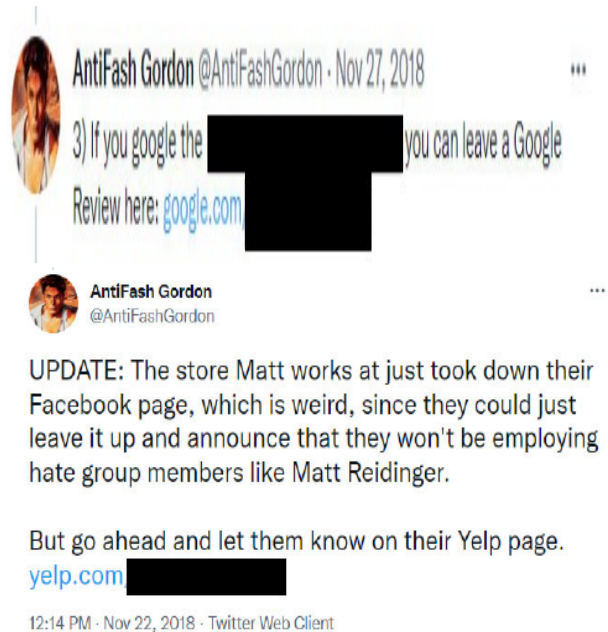 AntiFash Gordon @AntiFashGordon · Nov 27, 2018 ...
3) If you google the you can leave a Google
Review here: google.com
AntiFash Gordon
@AntiFashGordon
...
UPDATE: The store Matt works at just took down their
Facebook page, which is weird, since they could just
leave it up and announce that they won't be employing
hate group members like Matt Reidinger.
But go ahead and let them know on their Yelp page.
yelp.com
12:14 PM · Nov 22, 2018 · Twitter Web Client